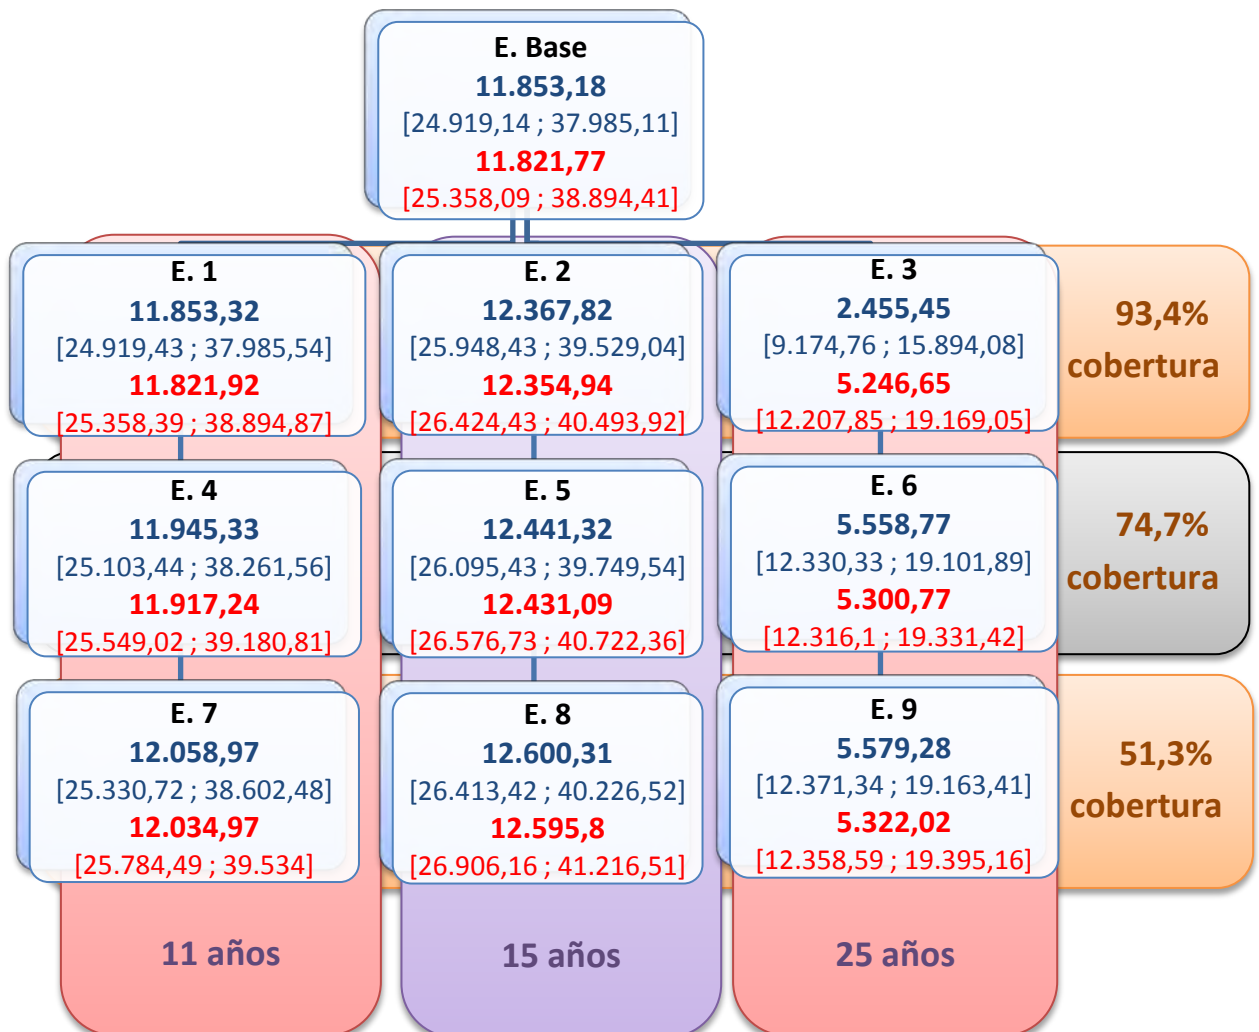 E. Base
11.853,18
[24.919,14 ; 37.985,11]
11.821,77
[25.358,09 ; 38.894,41]
E. 1
11.853,32
[24.919,43 ; 37.985,54]
11.821,92
[25.358,39 ; 38.894,87]
E. 2
12.367,82
[25.948,43 ; 39.529,04]
12.354,94
[26.424,43 ; 40.493,92]
E. 3
2.455,45
[9.174,76 ; 15.894,08]
5.246,65
[12.207,85 ; 19.169,05]
93,4%
cobertura
E. 4
11.945,33
[25.103,44 ; 38.261,56]
11.917,24
[25.549,02 ; 39.180,81]
E. 5
12.441,32
[26.095,43 ; 39.749,54]
12.431,09
[26.576,73 ; 40.722,36]
E. 6
5.558,77
[12.330,33 ; 19.101,89]
5.300,77
[12.316,1 ; 19.331,42]
74,7%
cobertura
E. 7
12.058,97
[25.330,72 ; 38.602,48]
12.034,97
[25.784,49 ; 39.534]
E. 8
12.600,31
[26.413,42 ; 40.226,52]
12.595,8
[26.906,16 ; 41.216,51]
E. 9
5.579,28
[12.371,34 ; 19.163,41]
5.322,02
[12.358,59 ; 19.395,16]
51,3%
cobertura
11 años
15 años
25 años